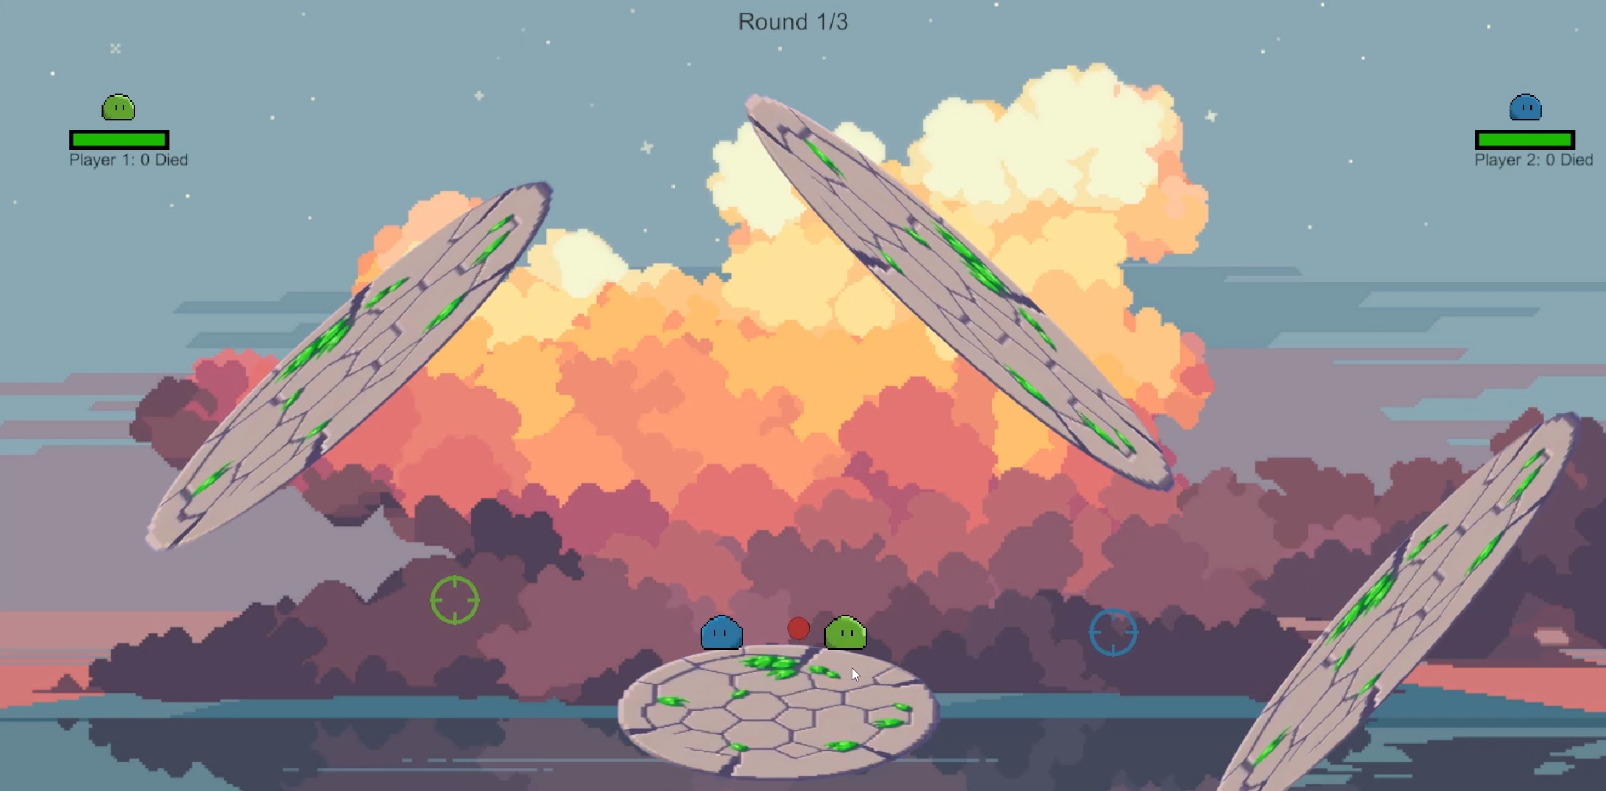 Round 1/3
Player 1: 0 Died
Player 2: 0 Died